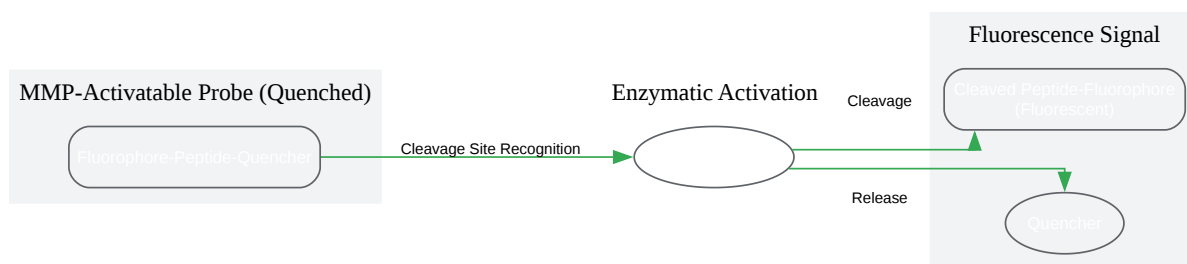 MMP-Activatable Probe (Quenched)
Fluorophore-Peptide-Quencher
Cleavage Site Recognition
Enzymatic Activation
Cleavage
Release
Fluorescence Signal
Cleaved Peptide-Fluorophore
(Fluorescent)
Quencher